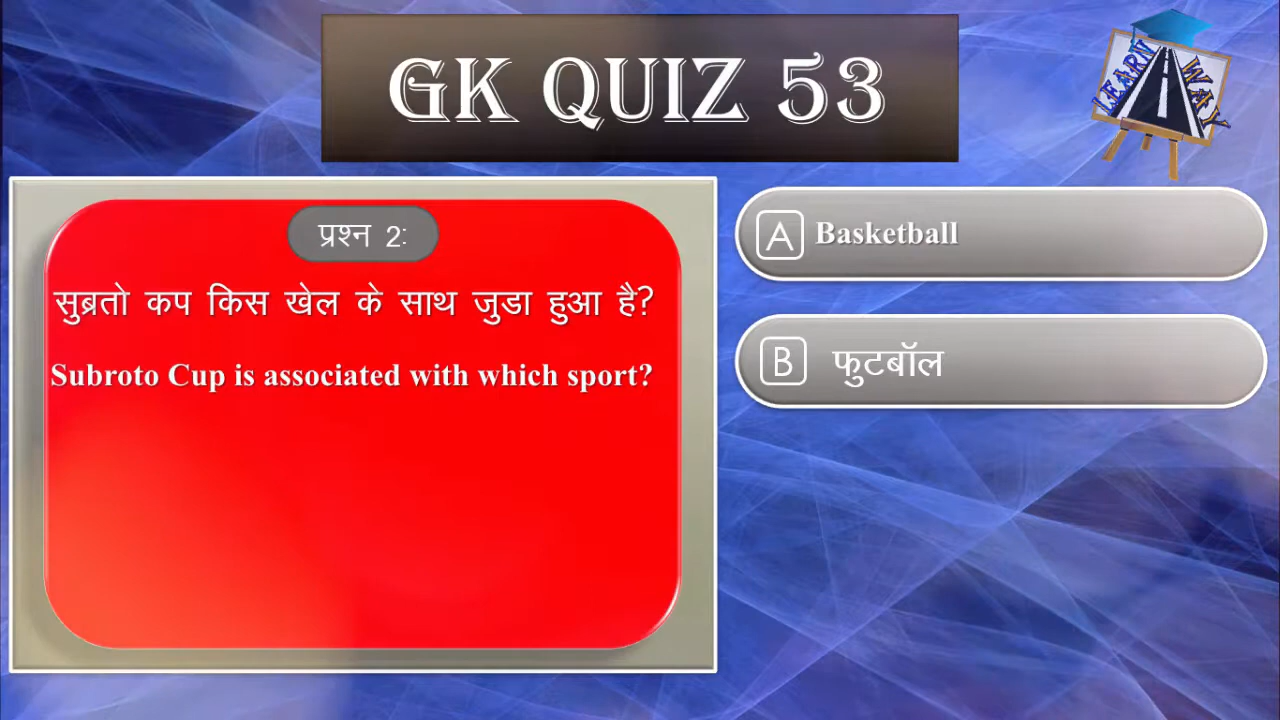 GK QUIZ 53
LEARN WAY
प्रश्न 2:
सुब्रतो कप किस खेल के साथ जुडा हुआ है?
Subroto Cup is associated with which sport?
A Basketball
B फुटबॉल